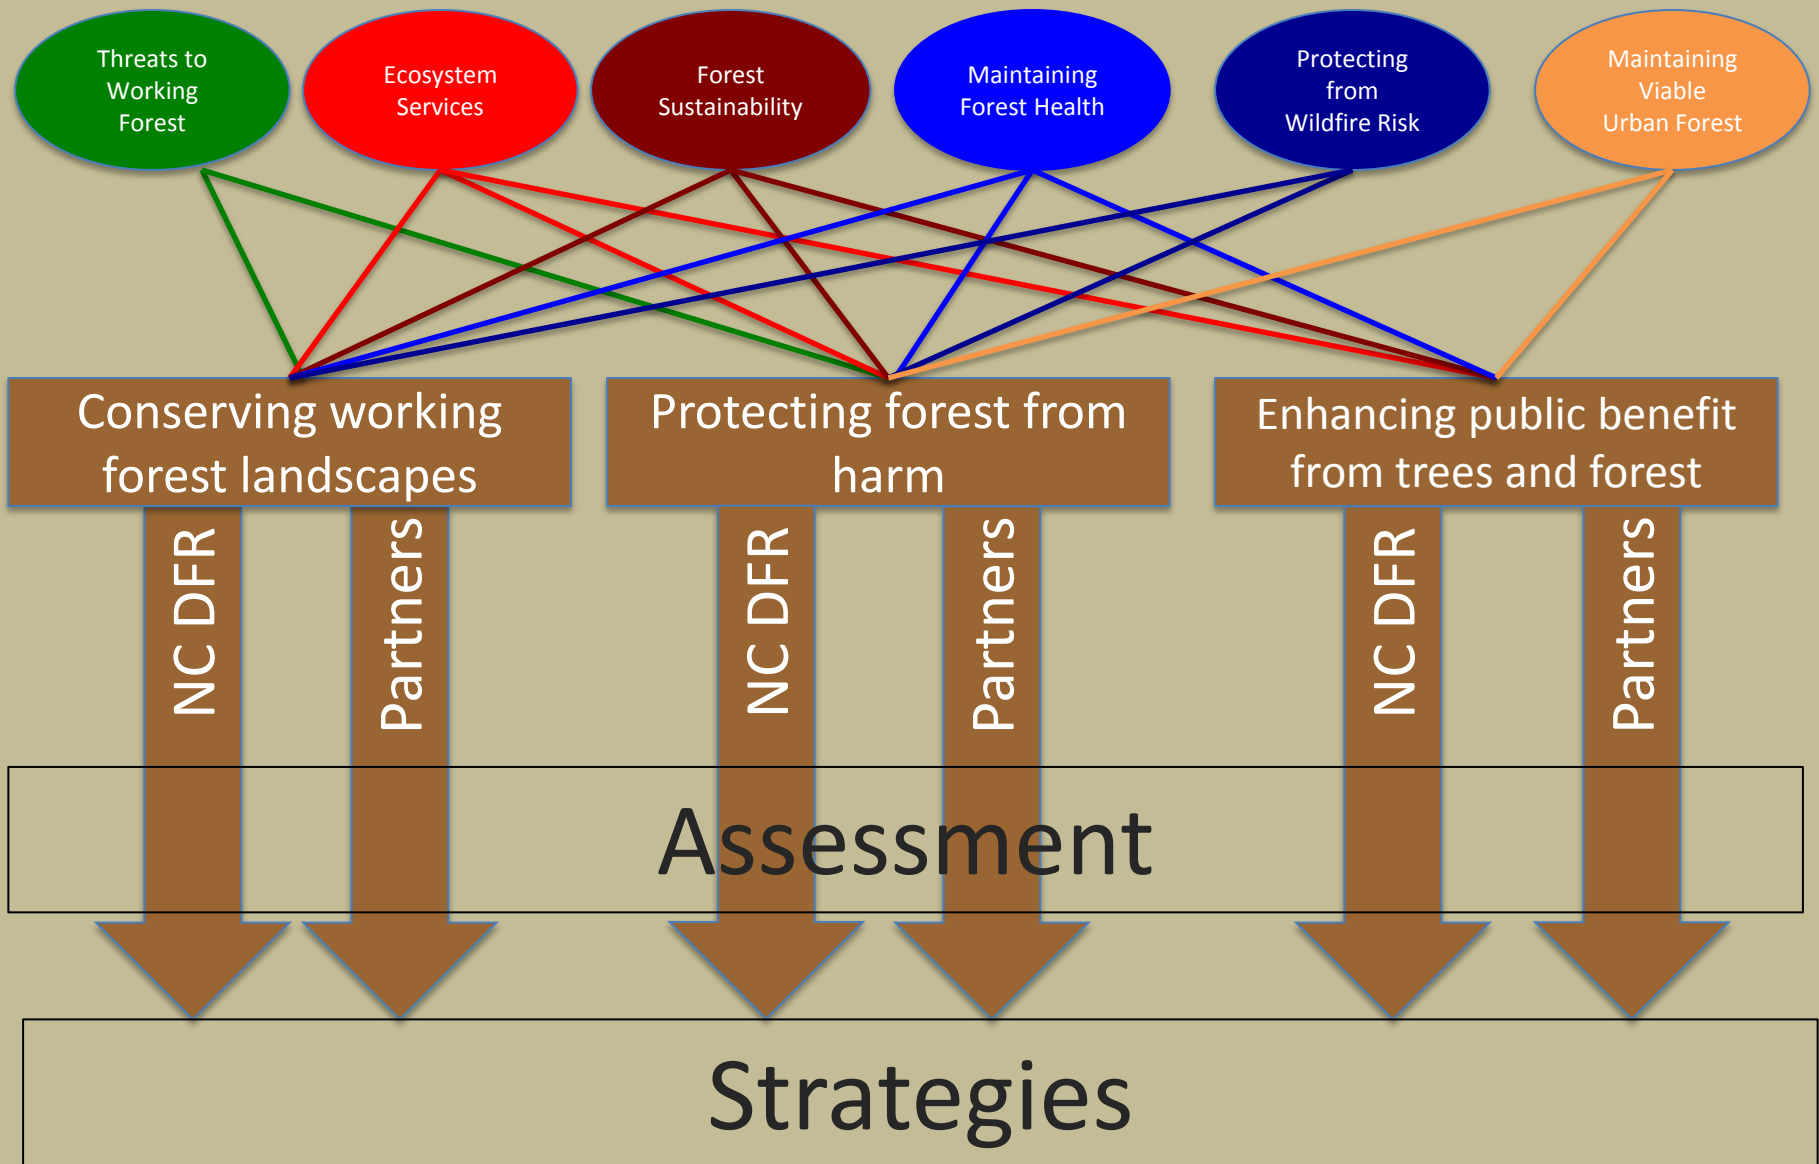 Threats to
Working
Forest
Ecosystem
Services
Forest
Sustainability
Maintaining
Forest Health
Protecting
from
Wildfire Risk
Maintaining
Viable
Urban Forest
Conserving working
forest landscapes
Protecting forest from
harm
Enhancing public benefit
from trees and forest
NC DFR
Partners
NC DFR
Partners
NC DFR
Partners
Assessment
Strategies